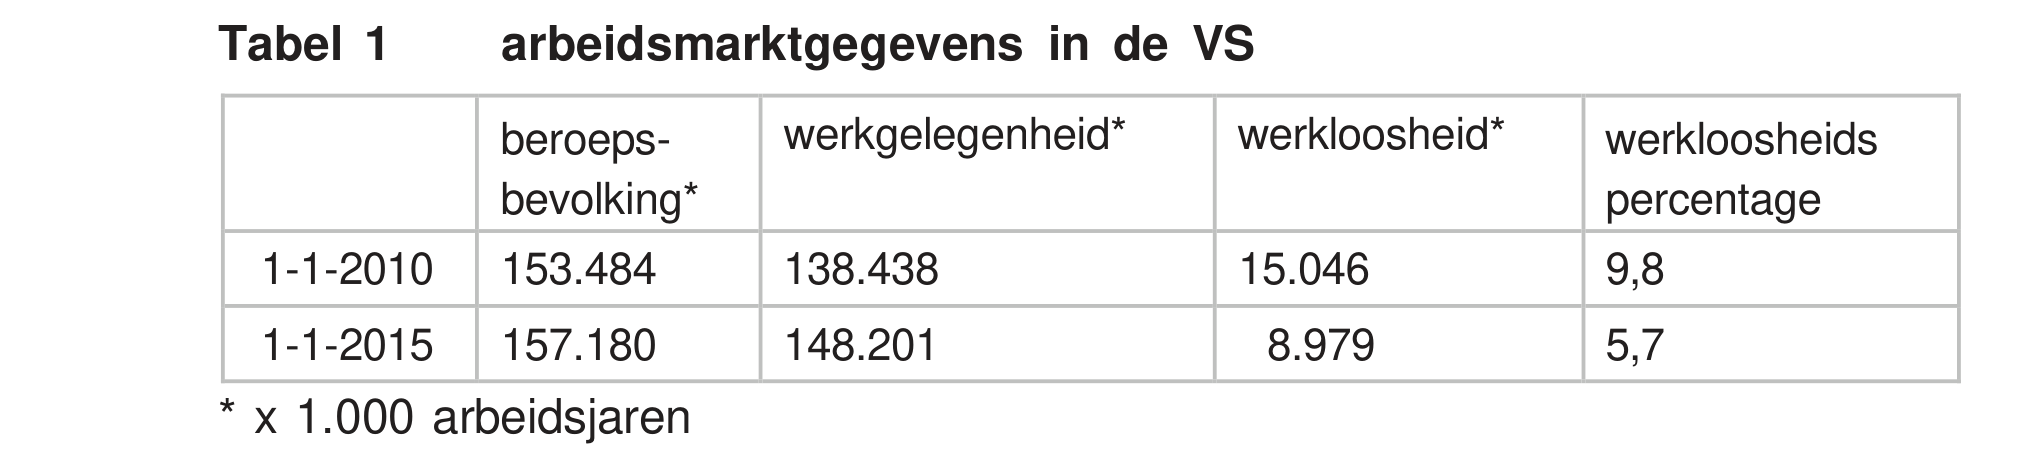 Tabel 1 arbeidsmarktgegevens in de VS
beroeps-
bevolking* werkgelegenheid* werkloosheid* werkloosheids
percentage
1-1-2010 153.484 138.438 15.046 9,8
1-1-2015 157.180 148.201 8.979 5,7
* x 1.000 arbeidsjaren